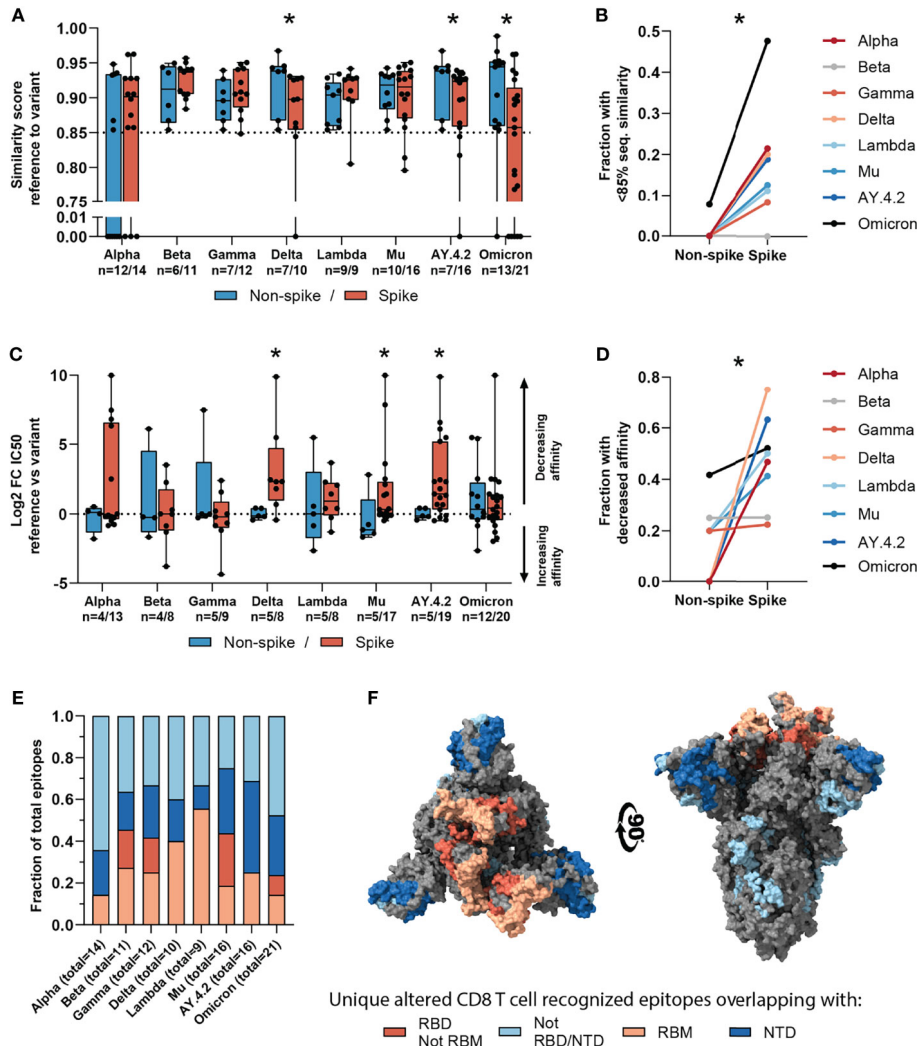 A
Similarity score
reference to variant
1.00
0.95
0.90
0.85
0.80
0.75
0.01
0.00
*
*
*
Alpha
n=12/14
Beta
n=6/11
Gamma
n=7/12
Delta
n=7/10
Lambda
n=9/9
Mu
n=10/16
AY.4.2
n=7/16
Omicron
n=13/21
Non-spike / Spike
B
Fraction with
<85% seq. similarity
0.5
0.4
0.3
0.2
0.1
0.0
*
Non-spike Spike
Alpha
Beta
Gamma
Delta
Lambda
Mu
AY.4.2
Omicron
C
Log2 FC IC50
reference vs variant
10
5
0
-5
*
*
*
Decreasing
affinity
Increasing
affinity
Alpha
n=4/13
Beta
n=4/8
Gamma
n=5/9
Delta
n=5/8
Lambda
n=5/8
Mu
n=5/17
AY.4.2
n=5/19
Omicron
n=12/20
Non-spike / Spike
D
Fraction with
decreased affinity
0.8
0.6
0.4
0.2
0.0
*
Non-spike Spike
Alpha
Beta
Gamma
Delta
Lambda
Mu
AY.4.2
Omicron
E
Fraction of total epitopes
1.0
0.8
0.6
0.4
0.2
0.0
Alpha (total=14)
Beta (total=11)
Gamma (total=12)
Delta (total=10)
Lambda (total=9)
Mu (total=16)
AY.4.2 (total=16)
Omicron (total=21)
F
90°
Unique altered CD8 T cell recognized epitopes overlapping with:
RBD
Not RBM
Not
RBD/NTD
RBM
NTD